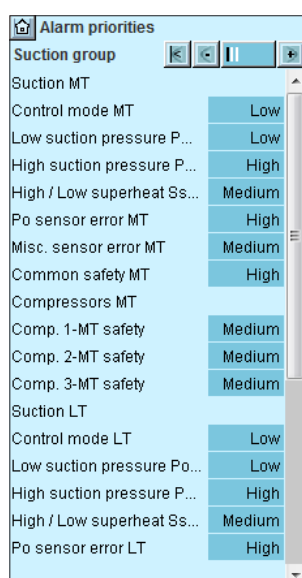 Alarm priorities
Suction group
Suction MT
Control mode MT Low
Low suction pressure P... Low
High suction pressure P... High
High / Low superheat Ss... Medium
Po sensor error MT High
Misc. sensor error MT Medium
Common safety MT High
Compressors MT
Comp. 1-MT safety Medium
Comp. 2-MT safety Medium
Comp. 3-MT safety Medium
Suction LT
Control mode LT Low
Low suction pressure Po... Low
High suction pressure P... High
High / Low superheat Ss... Medium
Po sensor error LT High